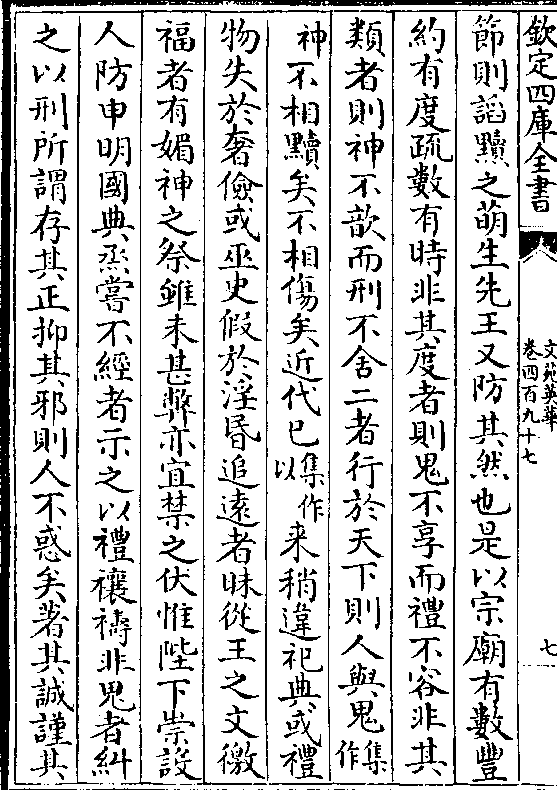 欽定四庫全書
文苑英華
卷四百九十七
七
節則謟黷之萌生先王又防其然也是以宗廟有數豐
約有度疏數有時非其度者則鬼不享而禮不容非其
類者則神不歆而刑不舍二者行於天下則人與鬼集作
神不相黷矣不相傷矣近代已集作以来稍違祀典或禮
物失於奢儉或巫史假於淫昬追遠者昧從王之文徼
福者有媚神之祭雖未甚弊亦宜禁之伏惟陛下崇設
人防申明國典烝嘗不經者示之以禮禳禱非鬼者糾
之以刑所謂存其正抑其邪則人不惑矣著其誠謹其